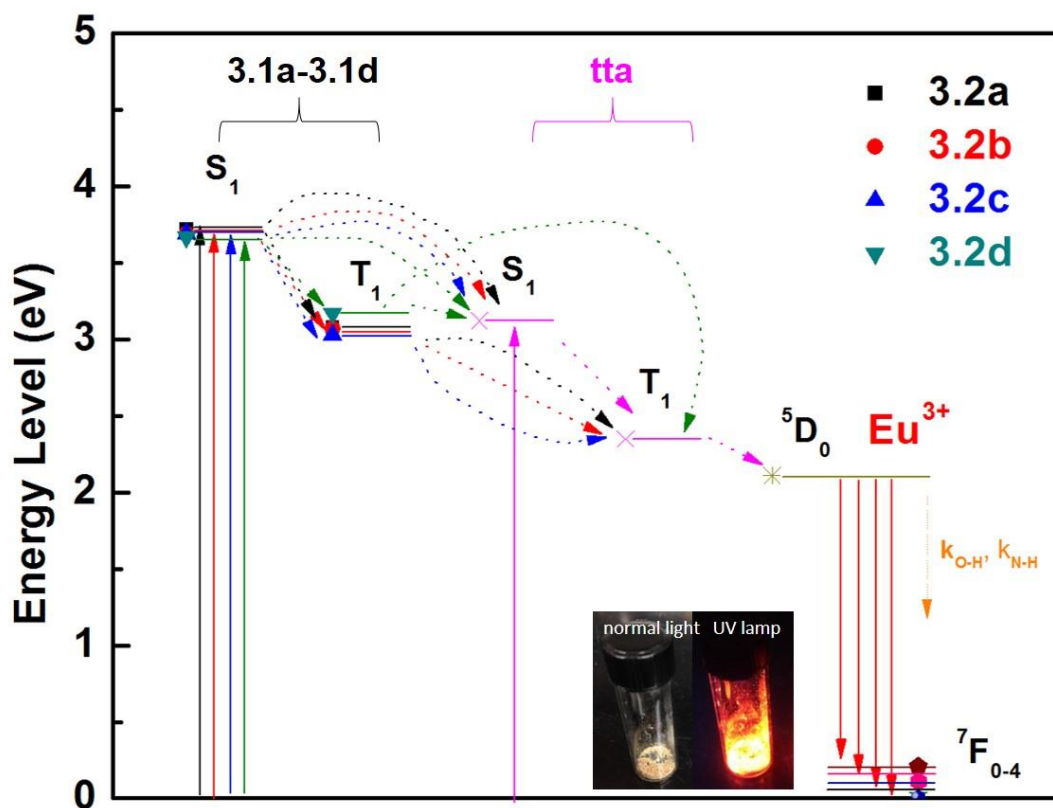 5
4
3
2
1
0
Energy Level (eV)
3.1a-3.1d
tta
3.2a
3.2b
3.2c
3.2d
S1
T1
S1
T1
5D0
Eu3+
kO-H, kN-H
normal light
UV lamp
7F0-4